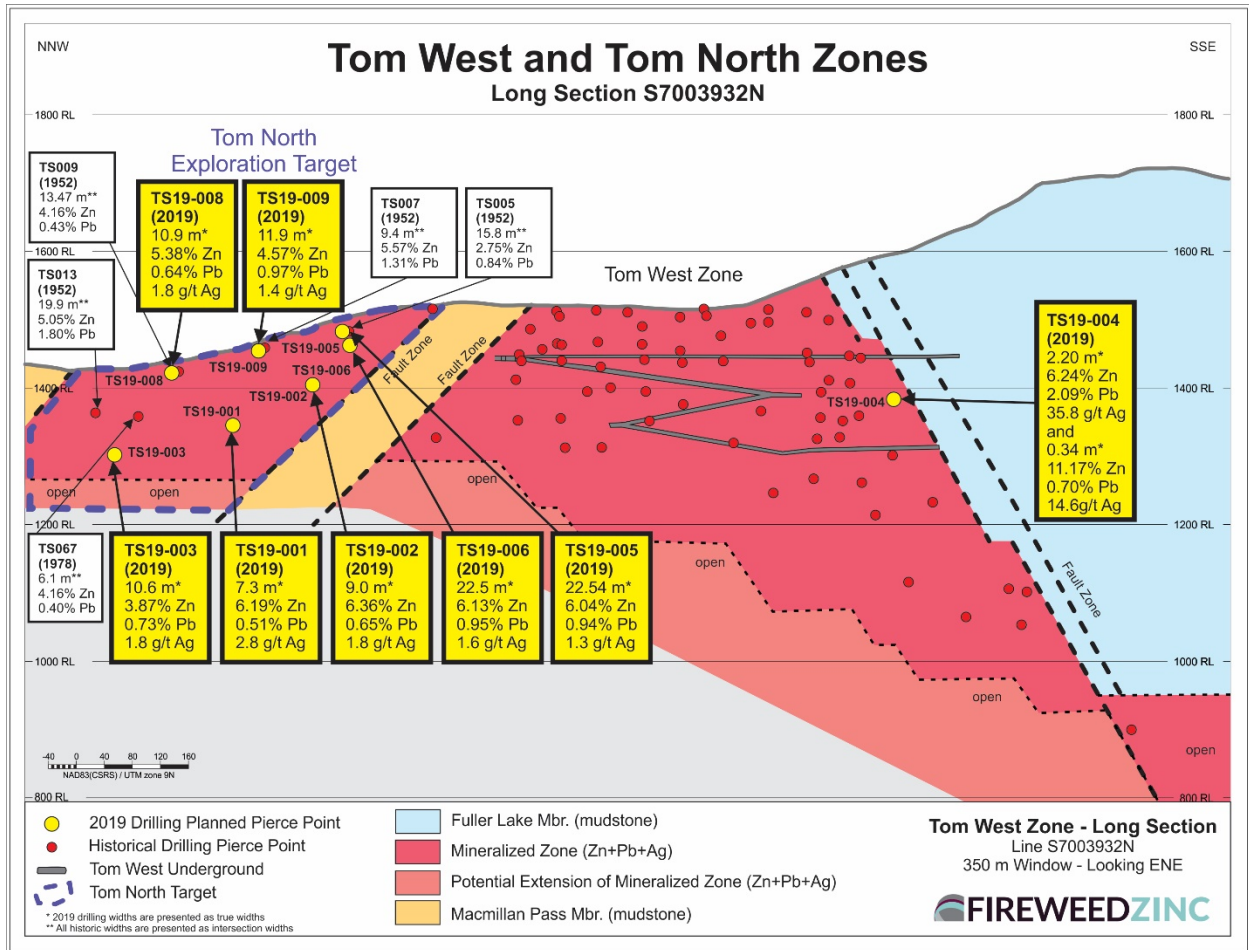 NNW
Tom West and Tom North Zones
SSE
Long Section S7003932N
1800 RL
1800 RL
Tom North
Exploration Target
TS009
(1952)
13.47 m**
4.16% Zn
0.43% Pb
TS19-008
(2019)
10.9 m*
5.38% Zn
0.64% Pb
1.8 g/t Ag
TS19-009
(2019)
11.9 m*
4.57% Zn
0.97% Pb
1.4 g/t Ag
TS007
(1952)
9.4 m**
5.57% Zn
1.31% Pb
TS005
(1952)
15.8 m**
2.75% Zn
0.84% Pb
1600 RL
1600 RL
Tom West Zone
TS013
(1952)
19.9 m**
5.05% Zn
1.80% Pb
TS19-004
(2019)
2.20 m*
6.24% Zn
2.09% Pb
35.8 g/t Ag
and
0.34 m*
11.17% Zn
0.70% Pb
14.6g/t Ag
TS19-005
TS19-009
TS19-006
TS19-008
1400 RL
1400 RL
TS19-002
TS19-004
TS19-001
Fault Zone
Fault Zone
TS19-003
open
open
open
1200 RL
1200 RL
TS067
(1978)
6.1 m**
4.16% Zn
0.40% Pb
TS19-003
(2019)
10.6 m*
3.87% Zn
0.73% Pb
1.8 g/t Ag
TS19-001
(2019)
7.3 m*
6.19% Zn
0.51% Pb
2.8 g/t Ag
TS19-002
(2019)
9.0 m*
6.36% Zn
0.65% Pb
1.8 g/t Ag
TS19-006
(2019)
22.5 m*
6.13% Zn
0.95% Pb
1.6 g/t Ag
TS19-005
(2019)
22.54 m*
6.04% Zn
0.94% Pb
1.3 g/t Ag
open
Fault Zone
1000 RL
1000 RL
open
open
-40 0 40 80 120 160
NAD83(CSRS) / UTM zone 9N
800 RL
800 RL
2019 Drilling Planned Pierce Point
Historical Drilling Pierce Point
Tom West Underground
Tom North Target
* 2019 drilling widths are presented as true widths
** All historic widths are presented as intersection widths
Fuller Lake Mbr. (mudstone)
Mineralized Zone (Zn+Pb+Ag)
Potential Extension of Mineralized Zone (Zn+Pb+Ag)
Macmillan Pass Mbr. (mudstone)
Tom West Zone - Long Section
Line S7003932N
350 m Window - Looking ENE
FIREWEEDZINC